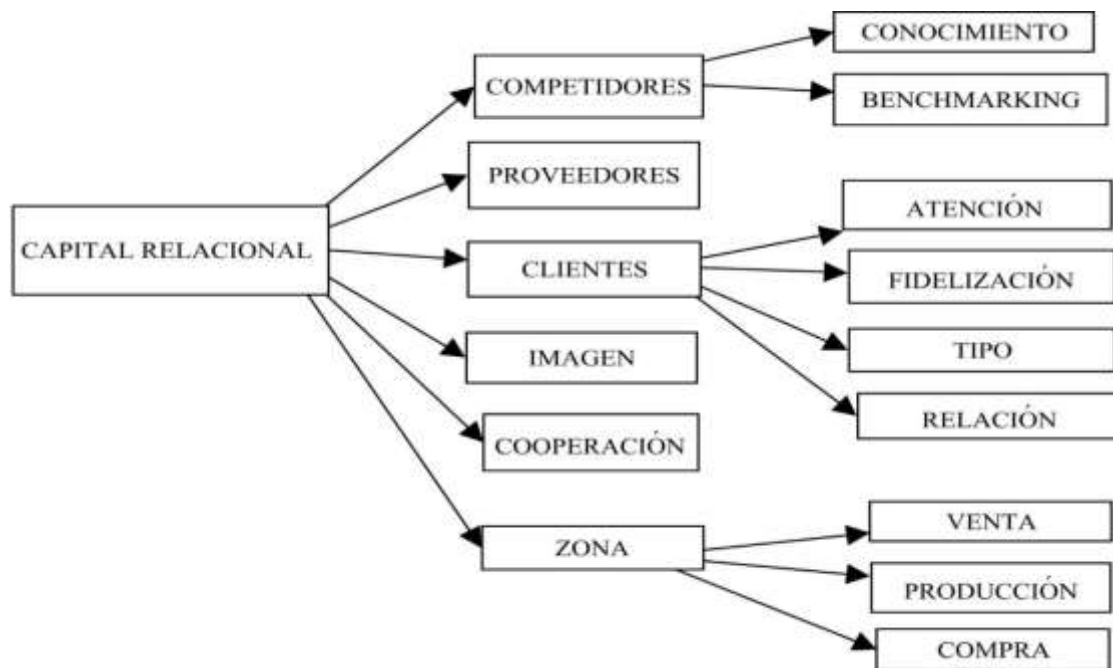 CAPITAL RELACIONAL
COMPETIDORES
CONOCIMIENTO
BENCHMARKING
PROVEEDORES
CLIENTES
ATENCIÓN
FIDELIZACIÓN
TIPO
RELACIÓN
IMAGEN
COOPERACIÓN
ZONA
VENTA
PRODUCCIÓN
COMPRA